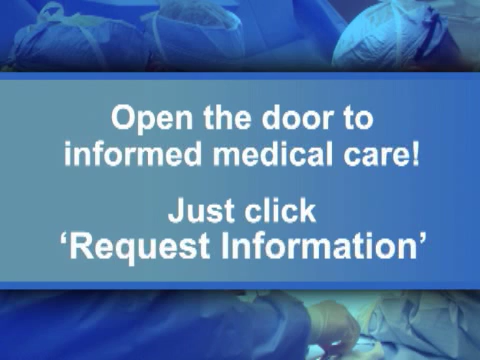 Open the door to
informed medical care!
Just click
‘Request Information’